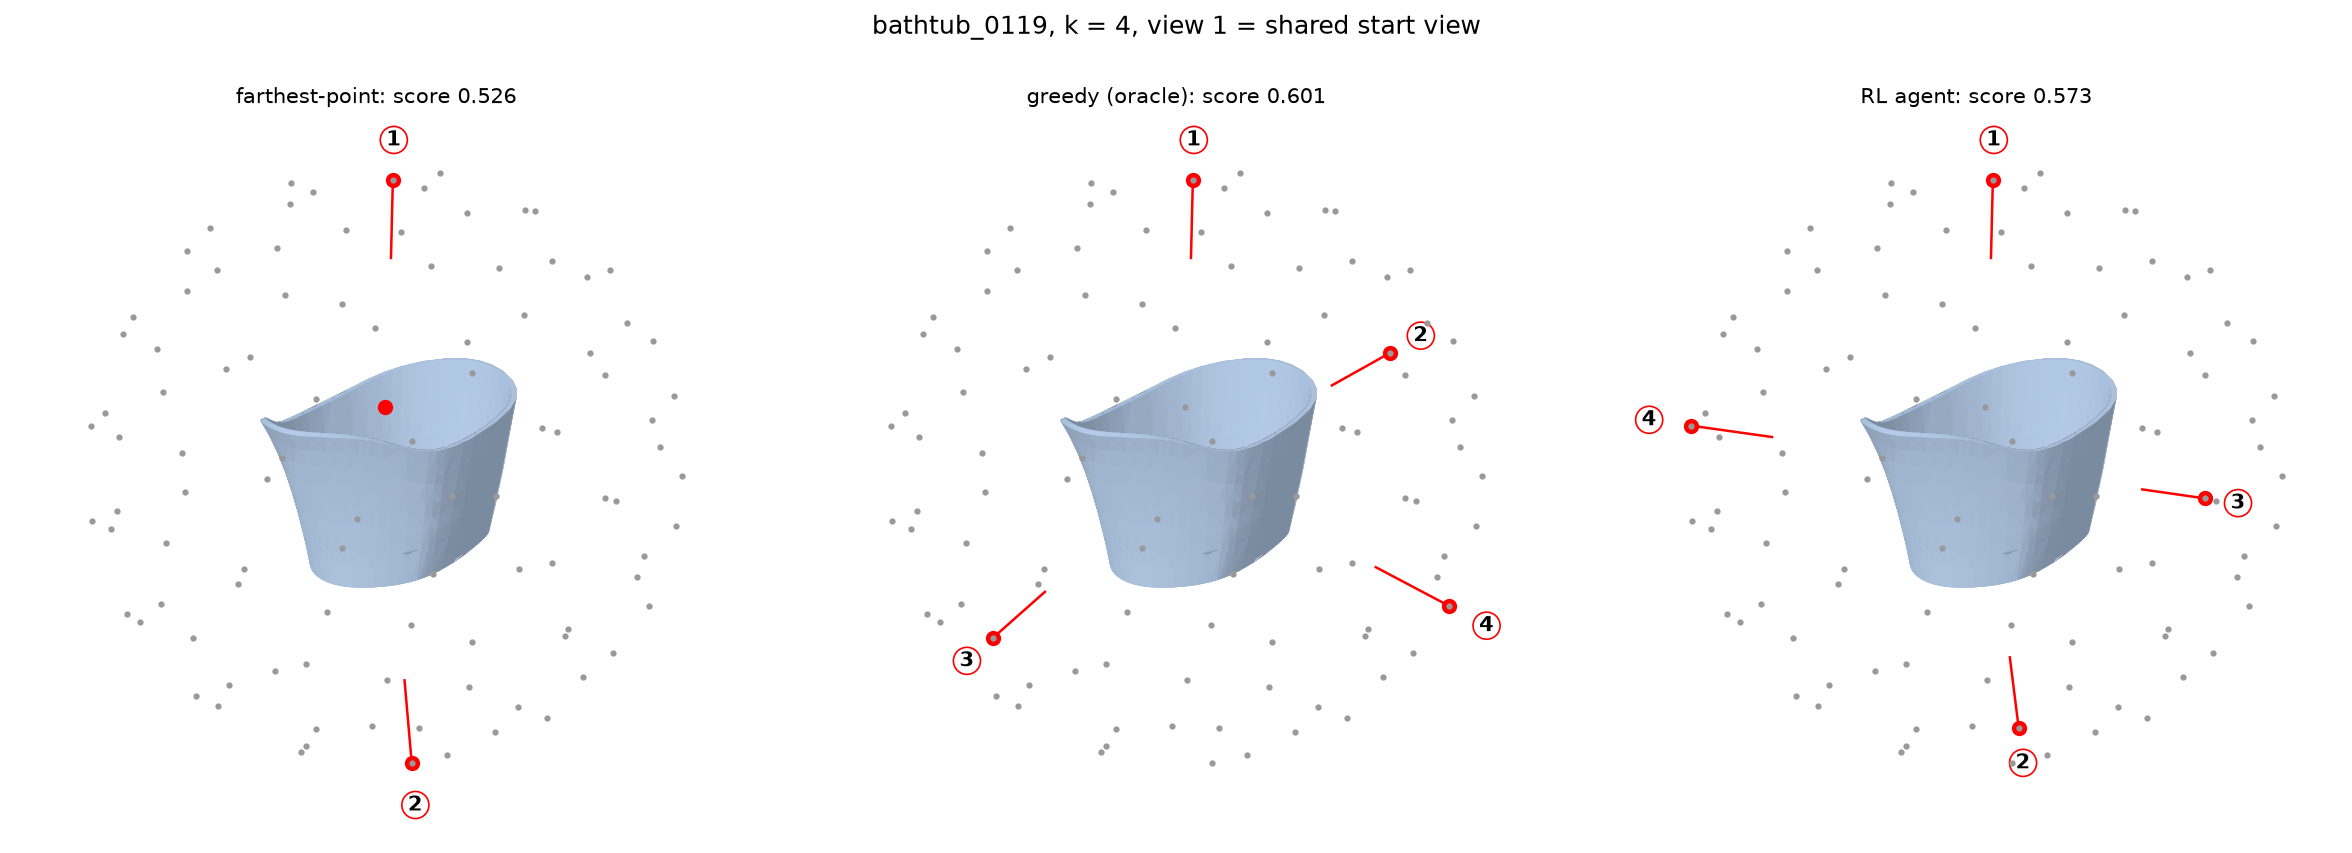 bathtub_0119, k = 4, view 1 = shared start view
farthest-point: score 0.526
1
2
greedy (oracle): score 0.601
1
2
3
4
RL agent: score 0.573
1
4
3
2